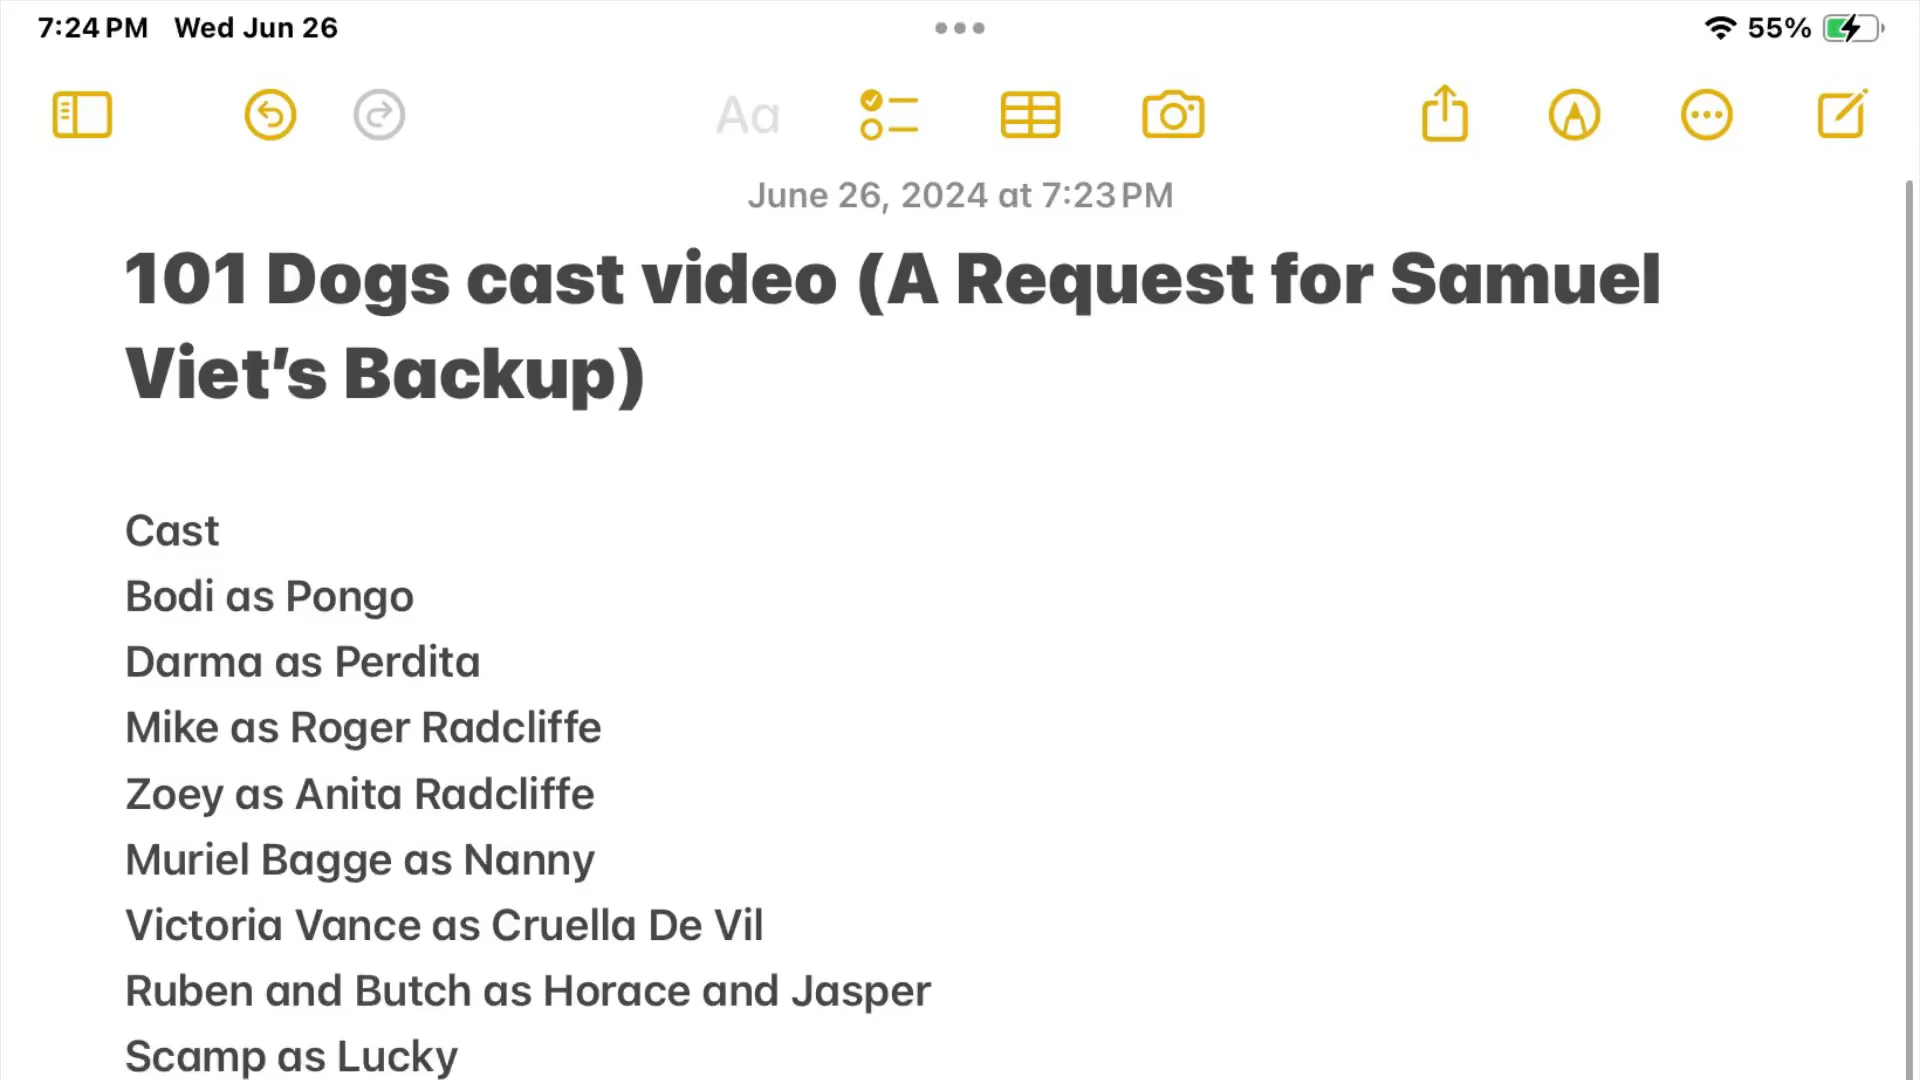 7:24 PM Wed Jun 26 55%
Aa
June 26, 2024 at 7:23 PM
101 Dogs cast video (A Request for Samuel
Viet’s Backup)
Cast
Bodi as Pongo
Darma as Perdita
Mike as Roger Radcliffe
Zoey as Anita Radcliffe
Muriel Bagge as Nanny
Victoria Vance as Cruella De Vil
Ruben and Butch as Horace and Jasper
Scamp as Lucky